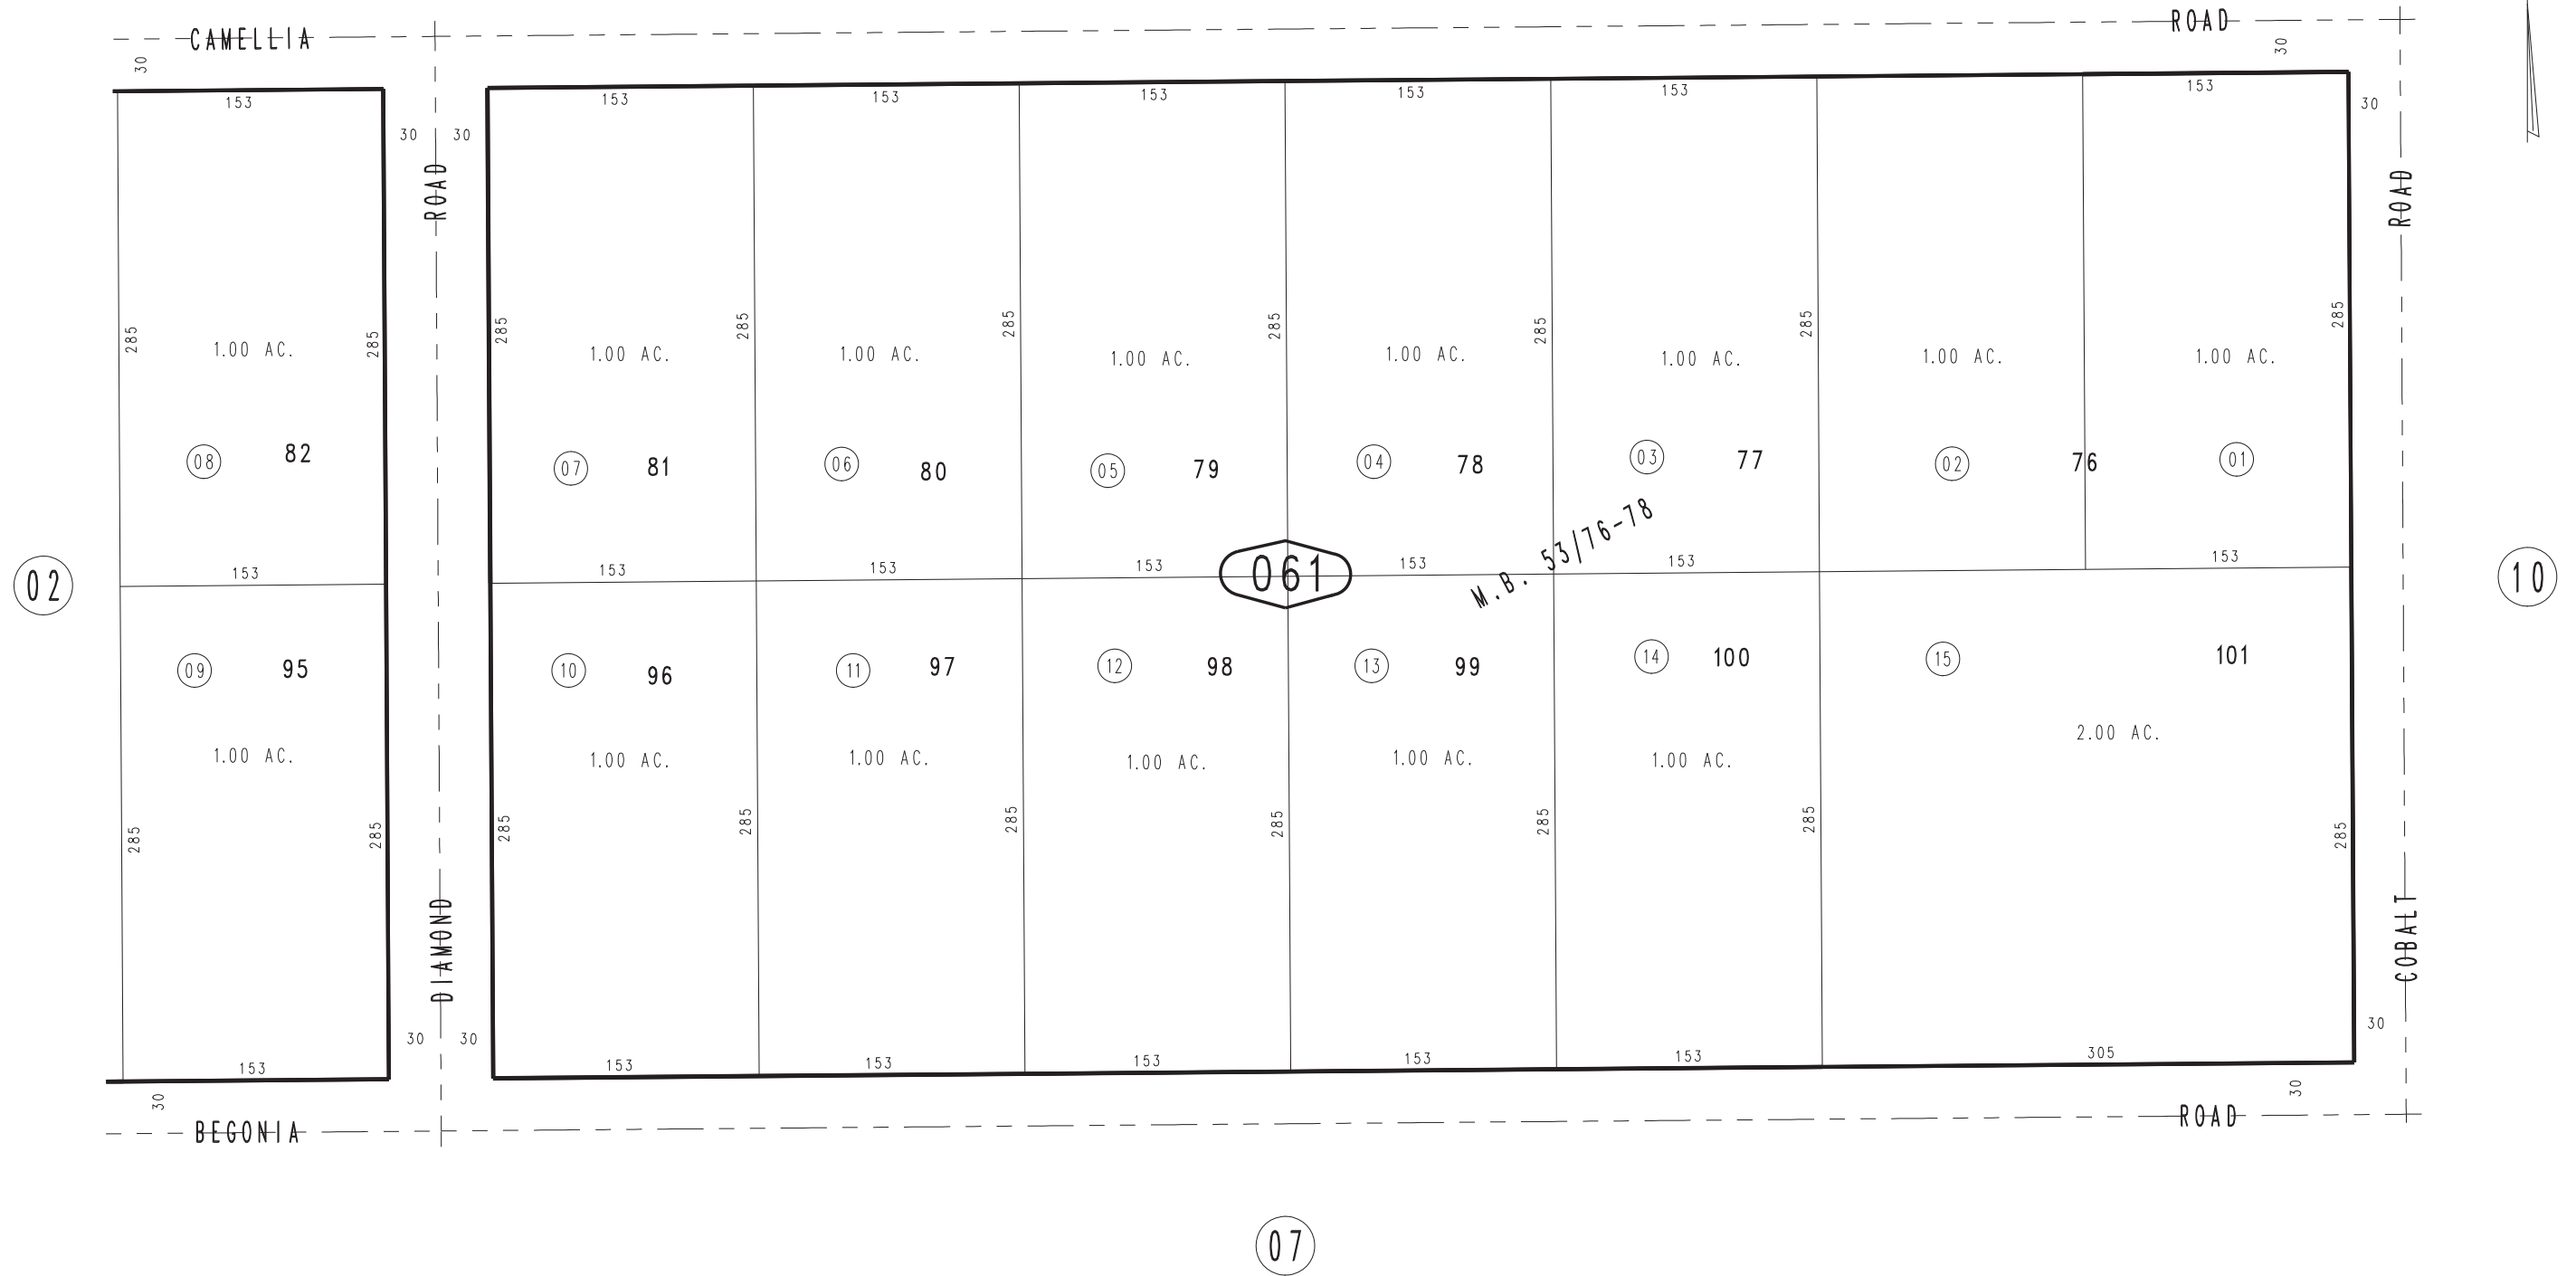 CAMELLIA ROAD
30 30
153 153 153 153 153 153 153
30 30 30
ROAD ROAD
285 285 285 285 285 285 285 285 285
1.00 AC. 1.00 AC. 1.00 AC. 1.00 AC. 1.00 AC. 1.00 AC. 1.00 AC. 1.00 AC.
08 82 07 81 06 80 05 79 04 78 03 77 02 76 01
M.B. 53/76-78
153 153 153 153 153 153 153
02 061 10
09 95 10 96 11 97 12 98 13 99 14 100 15 101
1.00 AC. 1.00 AC. 1.00 AC. 1.00 AC. 1.00 AC. 1.00 AC. 2.00 AC.
285 285 285 285 285 285 285 285 285
DIAMOND COBALT
30 30 30
153 153 153 153 153 153 305
30 30
BEGONIA ROAD
07